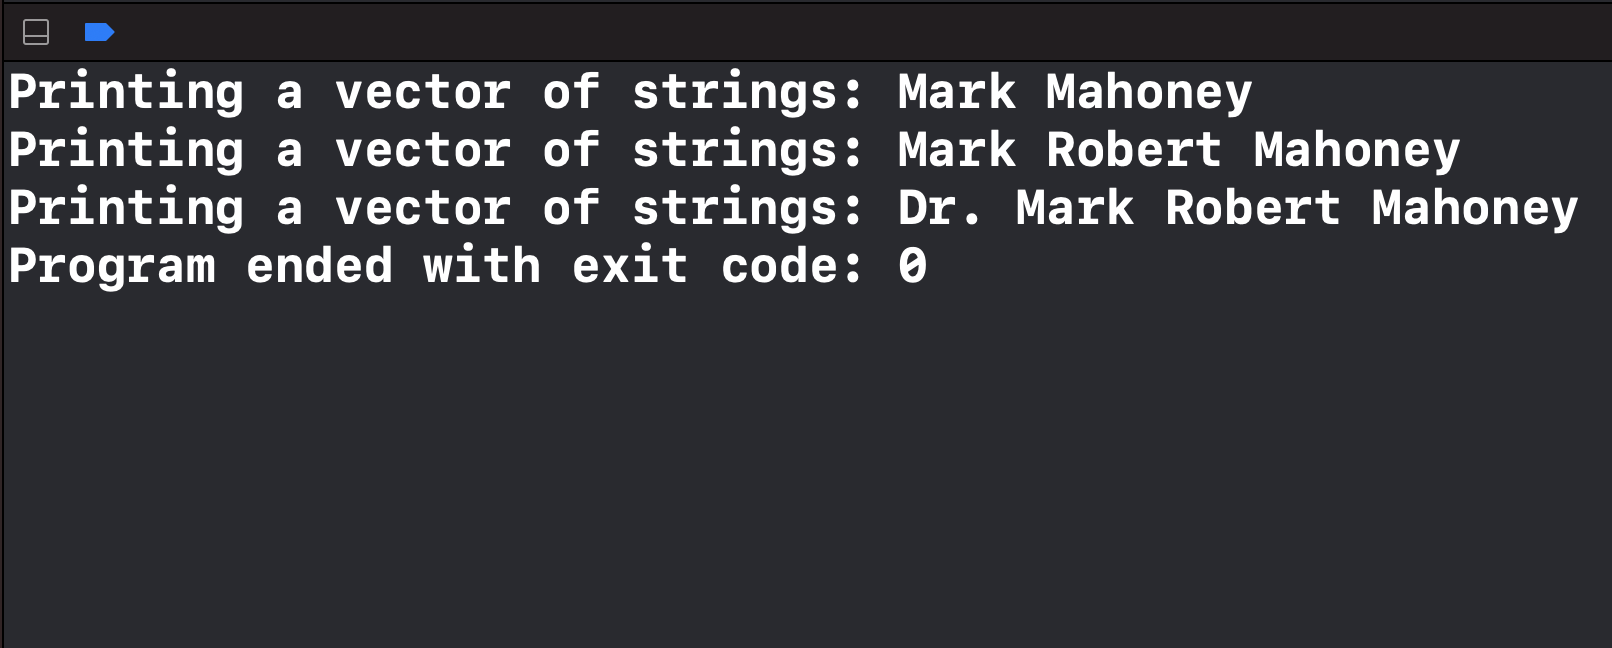 Printing a vector of strings: Mark Mahoney
Printing a vector of strings: Mark Robert Mahoney
Printing a vector of strings: Dr. Mark Robert Mahoney
Program ended with exit code: 0